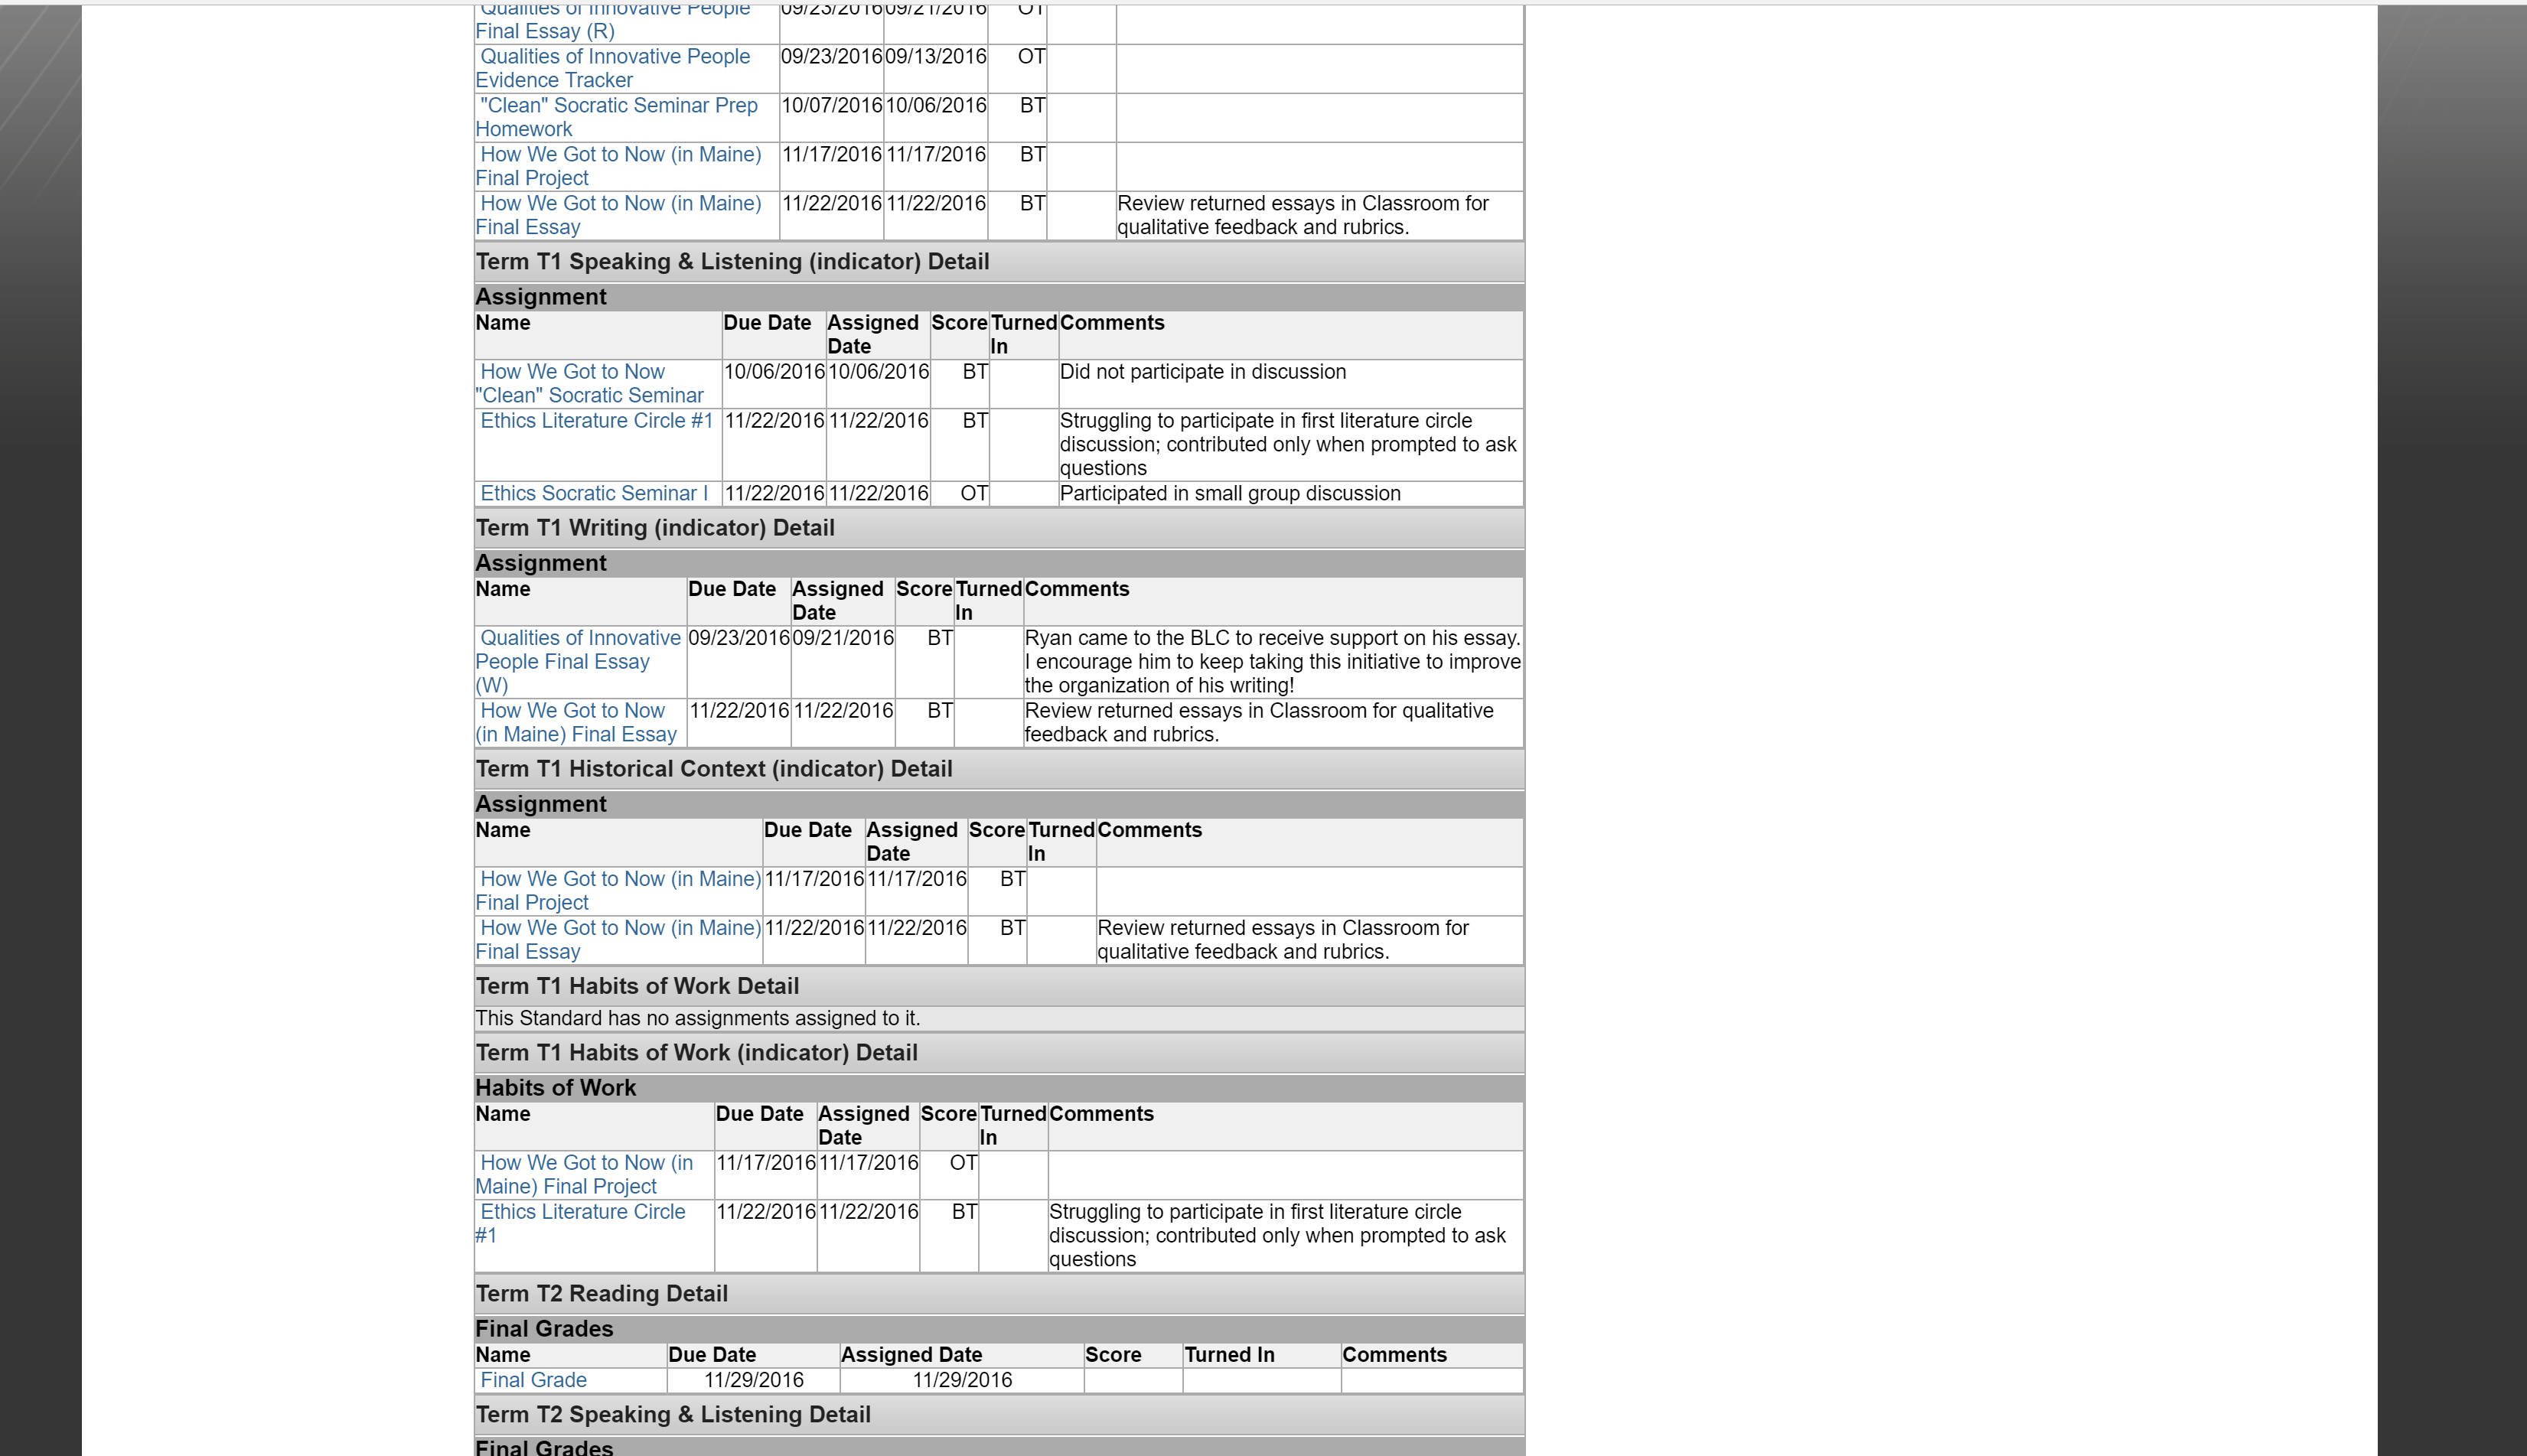 Qualities of Innovative People 09/23/2016 09/21/2016 OT
Final Essay (R)
Qualities of Innovative People 09/23/2016 09/13/2016 OT
Evidence Tracker
"Clean" Socratic Seminar Prep 10/07/2016 10/06/2016 BT
Homework
How We Got to Now (in Maine) 11/17/2016 11/17/2016 BT
Final Project
How We Got to Now (in Maine) 11/22/2016 11/22/2016 BT Review returned essays in Classroom for
Final Essay qualitative feedback and rubrics.
Term T1 Speaking & Listening (indicator) Detail
Assignment
Name Due Date Assigned Score Turned Comments
Date In
How We Got to Now 10/06/2016 10/06/2016 BT Did not participate in discussion
"Clean" Socratic Seminar
Ethics Literature Circle #1 11/22/2016 11/22/2016 BT Struggling to participate in first literature circle
discussion; contributed only when prompted to ask
questions
Ethics Socratic Seminar I 11/22/2016 11/22/2016 OT Participated in small group discussion
Term T1 Writing (indicator) Detail
Assignment
Name Due Date Assigned Score Turned Comments
Date In
Qualities of Innovative 09/23/2016 09/21/2016 BT Ryan came to the BLC to receive support on his essay.
People Final Essay I encourage him to keep taking this initiative to improve
(W) the organization of his writing!
How We Got to Now 11/22/2016 11/22/2016 BT Review returned essays in Classroom for qualitative
(in Maine) Final Essay feedback and rubrics.
Term T1 Historical Context (indicator) Detail
Assignment
Name Due Date Assigned Score Turned Comments
Date In
How We Got to Now (in Maine) 11/17/2016 11/17/2016 BT
Final Project
How We Got to Now (in Maine) 11/22/2016 11/22/2016 BT Review returned essays in Classroom for
Final Essay qualitative feedback and rubrics.
Term T1 Habits of Work Detail
This Standard has no assignments assigned to it.
Term T1 Habits of Work (indicator) Detail
Habits of Work
Name Due Date Assigned Score Turned Comments
Date In
How We Got to Now (in 11/17/2016 11/17/2016 OT
Maine) Final Project
Ethics Literature Circle 11/22/2016 11/22/2016 BT Struggling to participate in first literature circle
#1 discussion; contributed only when prompted to ask
questions
Term T2 Reading Detail
Final Grades
Name Due Date Assigned Date Score Turned In Comments
Final Grade 11/29/2016 11/29/2016
Term T2 Speaking & Listening Detail
Final Grades